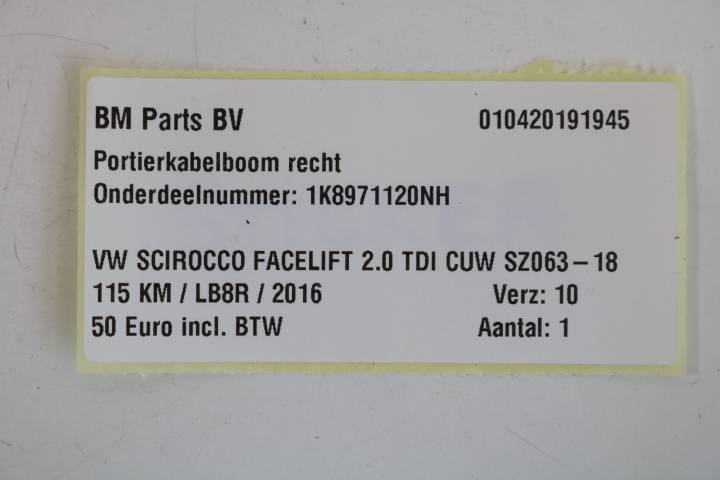 BM Parts BV 010420191945
Portierkabelboom recht
Onderdeelnummer: 1K8971120NH
VW SCIROCCO FACELIFT 2.0 TDI CUW SZ063-18
115 KM / LB8R / 2016 Verz: 10
50 Euro incl. BTW Aantal: 1